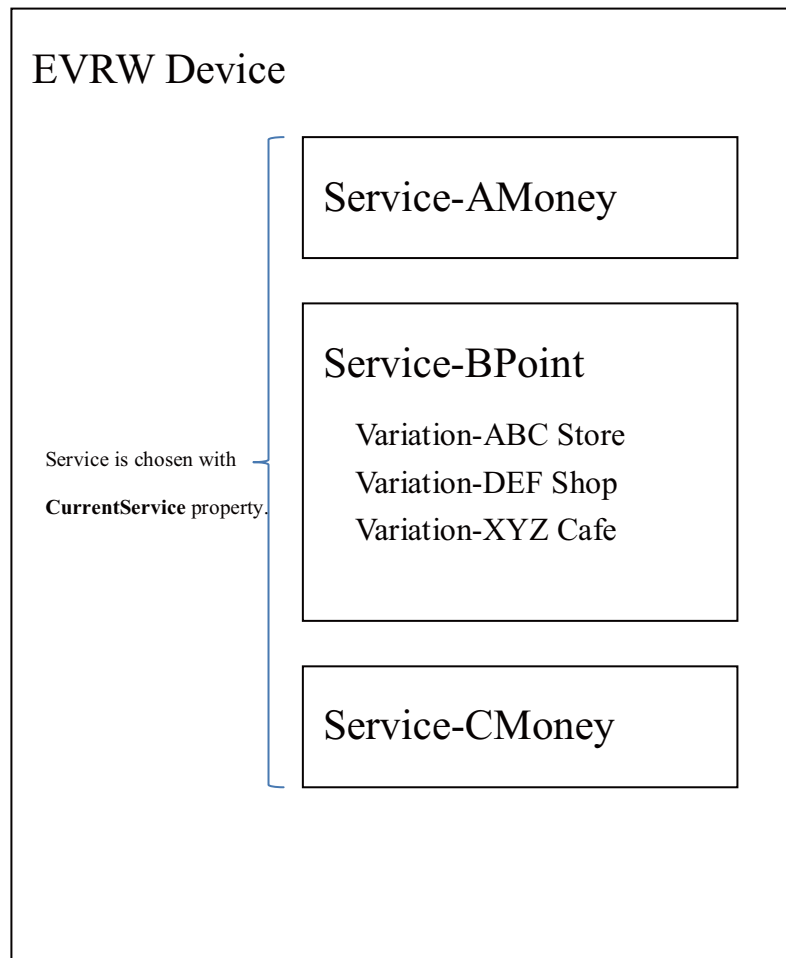 EVRW Device
Service-AMoney
Service-BPoint
Variation-ABC Store
Variation-DEF Shop
Variation-XYZ Cafe
Service is chosen with
CurrentService property.
Service-CMoney